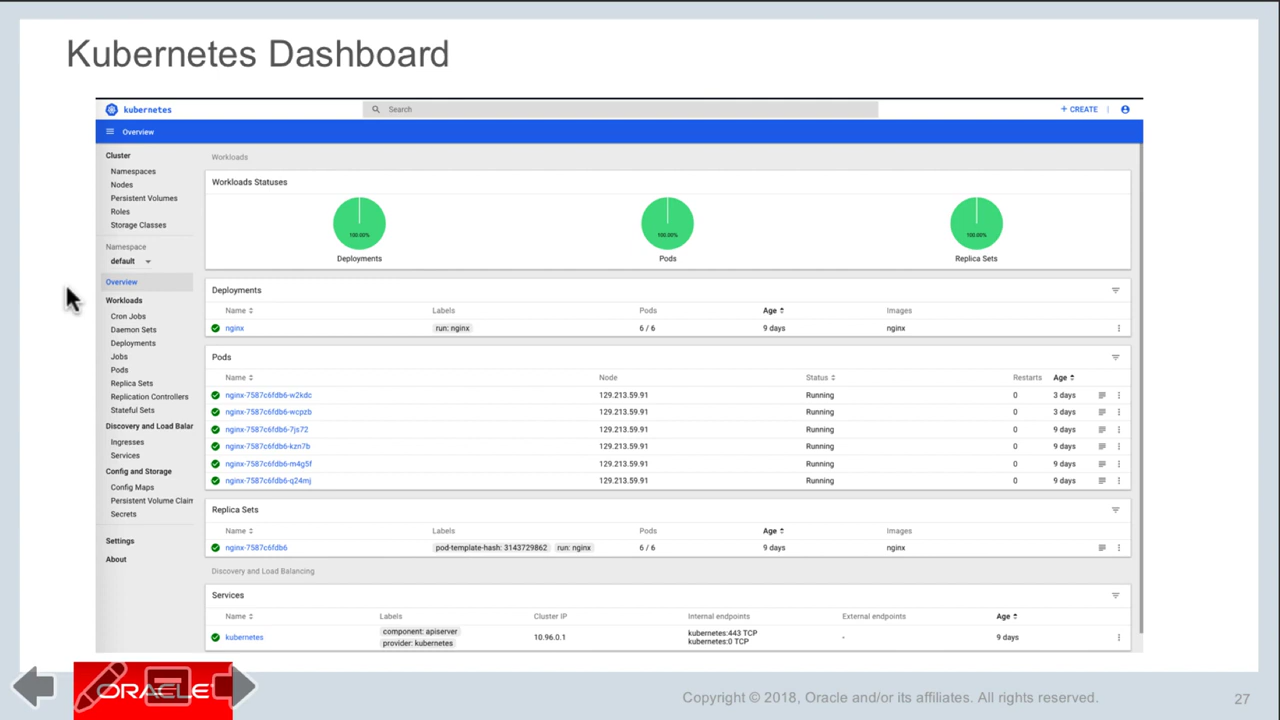 Kubernetes Dashboard
kubernetes
Search
+ CREATE
Overview
Cluster
Namespaces
Nodes
Persistent Volumes
Roles
Storage Classes
Namespace
default
Overview
Workloads
Cron Jobs
Daemon Sets
Deployments
Jobs
Pods
Replica Sets
Replication Controllers
Stateful Sets
Discovery and Load Balar
Ingresses
Services
Config and Storage
Config Maps
Persistent Volume Claim
Secrets
Settings
About
Workloads
Workloads Statuses
100.00% 100.00% 100.00%
Deployments Pods Replica Sets
Deployments
Name Labels Pods Age Images
nginx run: nginx 6 / 6 9 days nginx
Pods
Name Node Status Restarts Age
nginx-7587c6fdb6-w2kdc 129.213.59.91 Running 0 3 days
nginx-7587c6fdb6-wcpzb 129.213.59.91 Running 0 3 days
nginx-7587c6fdb6-7js72 129.213.59.91 Running 0 9 days
nginx-7587c6fdb6-kzn7b 129.213.59.91 Running 0 9 days
nginx-7587c6fdb6-m4g5f 129.213.59.91 Running 0 9 days
nginx-7587c6fdb6-q24mj 129.213.59.91 Running 0 9 days
Replica Sets
Name Labels Pods Age Images
nginx-7587c6fdb6 pod-template-hash: 3143729862 run: nginx 6 / 6 9 days nginx
Discovery and Load Balancing
Services
Name Labels Cluster IP Internal endpoints External endpoints Age
kubernetes component: apiserver 10.96.0.1 kubernetes:443 TCP - 9 days
provider: kubernetes kubernetes:0 TCP
ORACLE
Copyright © 2018, Oracle and/or its affiliates. All rights reserved.
27